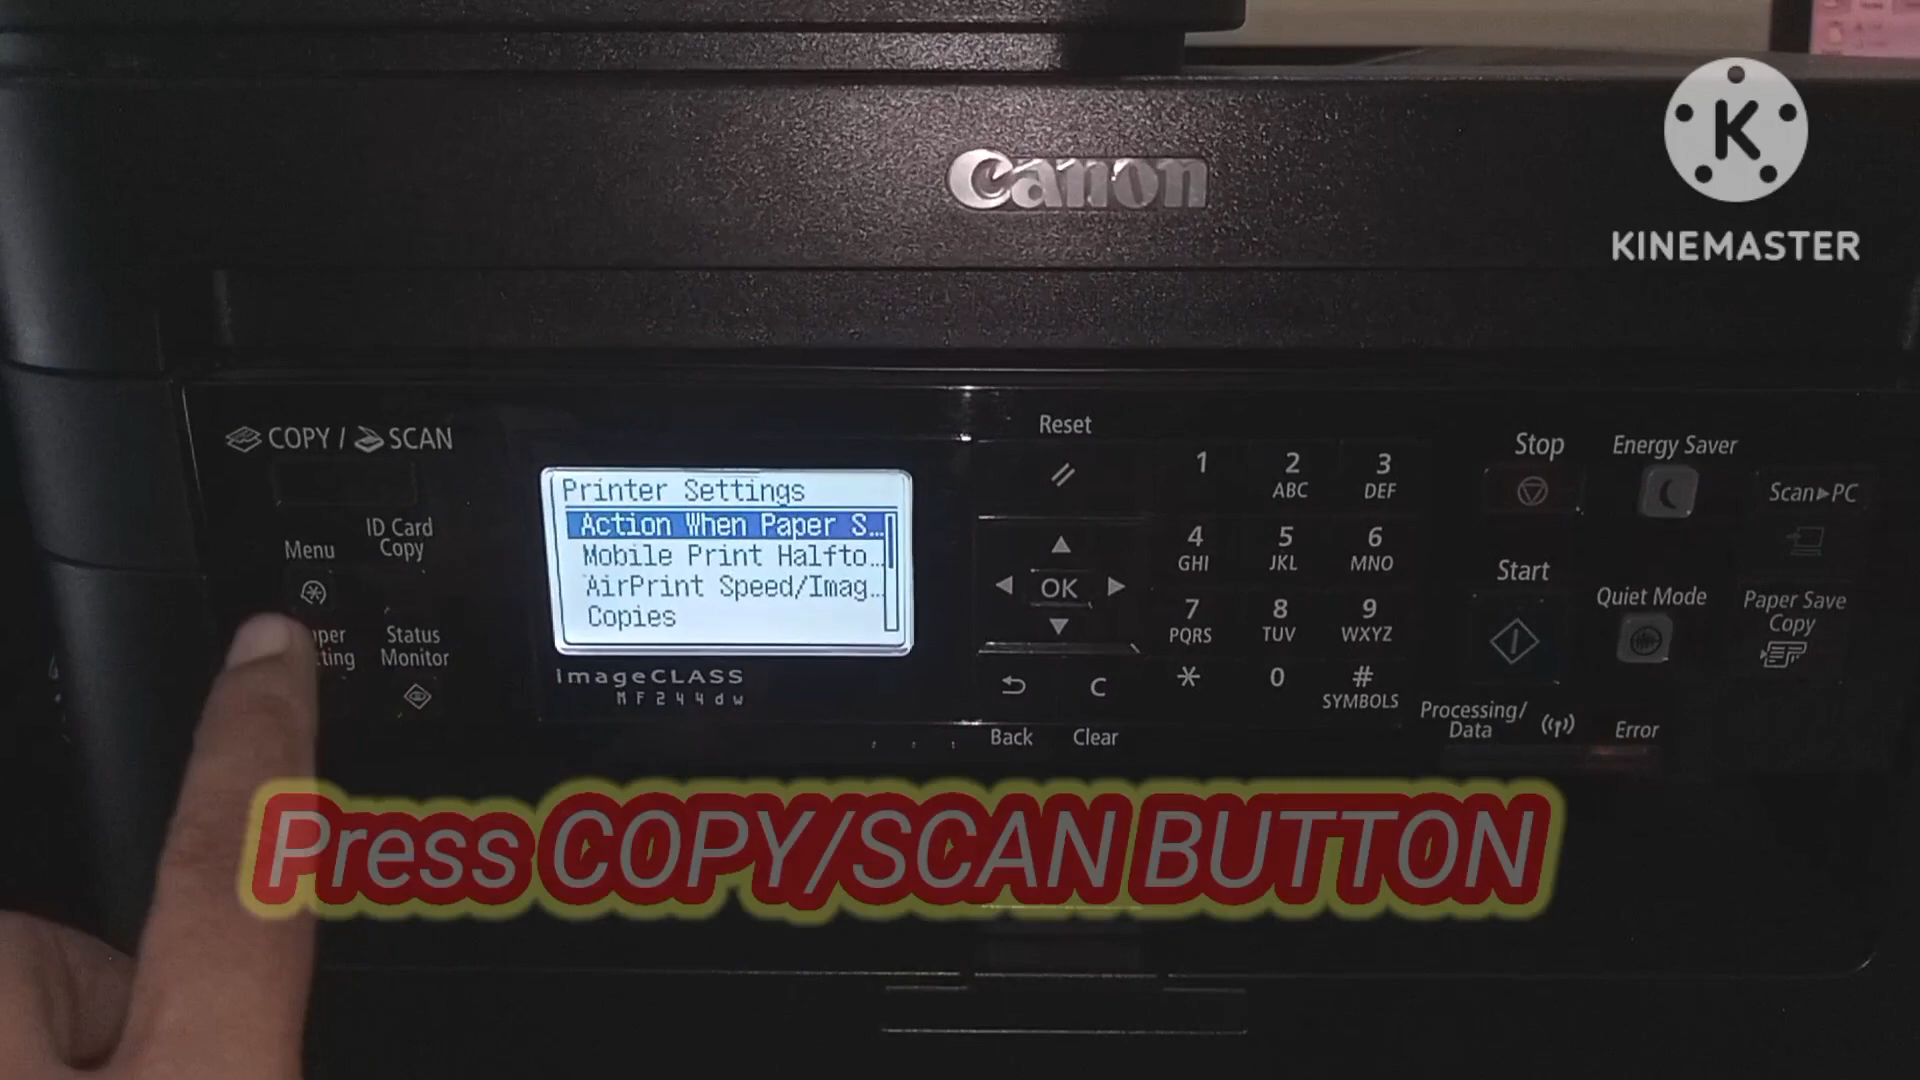 Canon
K
KINEMASTER
COPY / SCAN
ID Card
Copy
Menu
Status
Monitor
Printer Settings
Action When Paper S...
Mobile Print Halfto...
AirPrint Speed/Imag...
Copies
imageCLASS
MF244dw
Reset
OK
C
Back Clear
1 2 3
ABC DEF
4 5 6
GHI JKL MNO
7 8 9
PQRS TUV WXYZ
* 0 #
SYMBOLS
Stop
Start
Processing/
Data
Error
Energy Saver
Quiet Mode
Scan▸PC
Paper Save
Copy
Press COPY/SCAN BUTTON